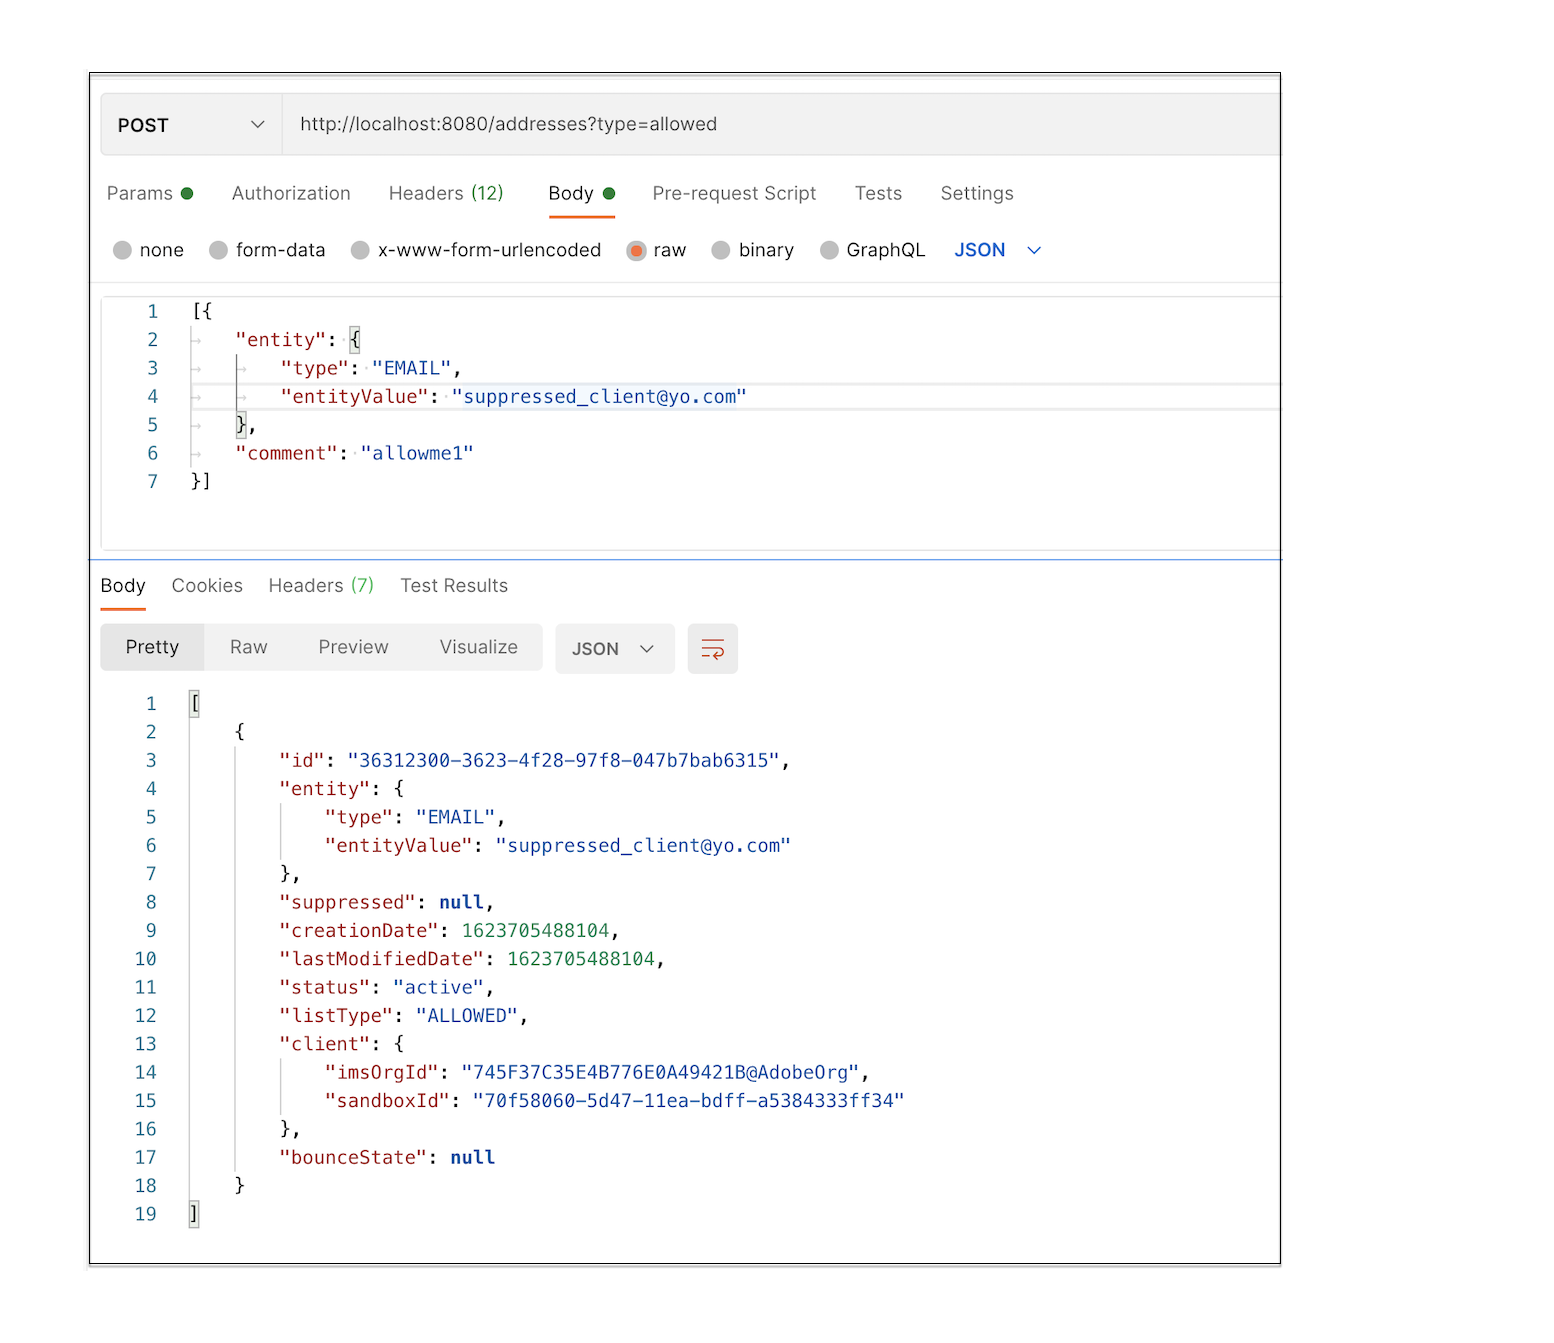 POST http://localhost:8080/addresses?type=allowed
Params Authorization Headers (12) Body Pre-request Script Tests Settings
none form-data x-www-form-urlencoded raw binary GraphQL JSON
1 [{
2 "entity": {
3 "type": "EMAIL",
4 "entityValue": "suppressed_client@yo.com"
5 },
6 "comment": "allowme1"
7 }]
Body Cookies Headers (7) Test Results
Pretty Raw Preview Visualize JSON
1 [
2 {
3 "id": "36312300-3623-4f28-97f8-047b7bab6315",
4 "entity": {
5 "type": "EMAIL",
6 "entityValue": "suppressed_client@yo.com"
7 },
8 "suppressed": null,
9 "creationDate": 1623705488104,
10 "lastModifiedDate": 1623705488104,
11 "status": "active",
12 "listType": "ALLOWED",
13 "client": {
14 "imsOrgId": "745F37C35E4B776E0A49421B@AdobeOrg",
15 "sandboxId": "70f58060-5d47-11ea-bdff-a5384333ff34"
16 },
17 "bounceState": null
18 }
19 ]